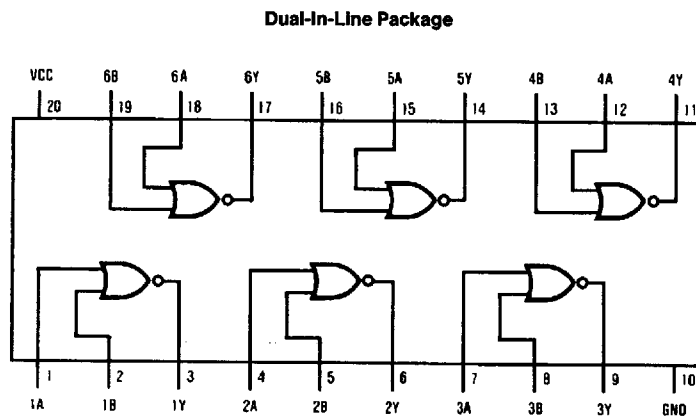 Dual-In-Line Package
VCC 6B 6A 6Y 5B 5A 5Y 4B 4A 4Y
20 19 18 17 16 15 14 13 12 11
1 2 3 4 5 6 7 8 9 10
1A 1B 1Y 2A 2B 2Y 3A 3B 3Y GND